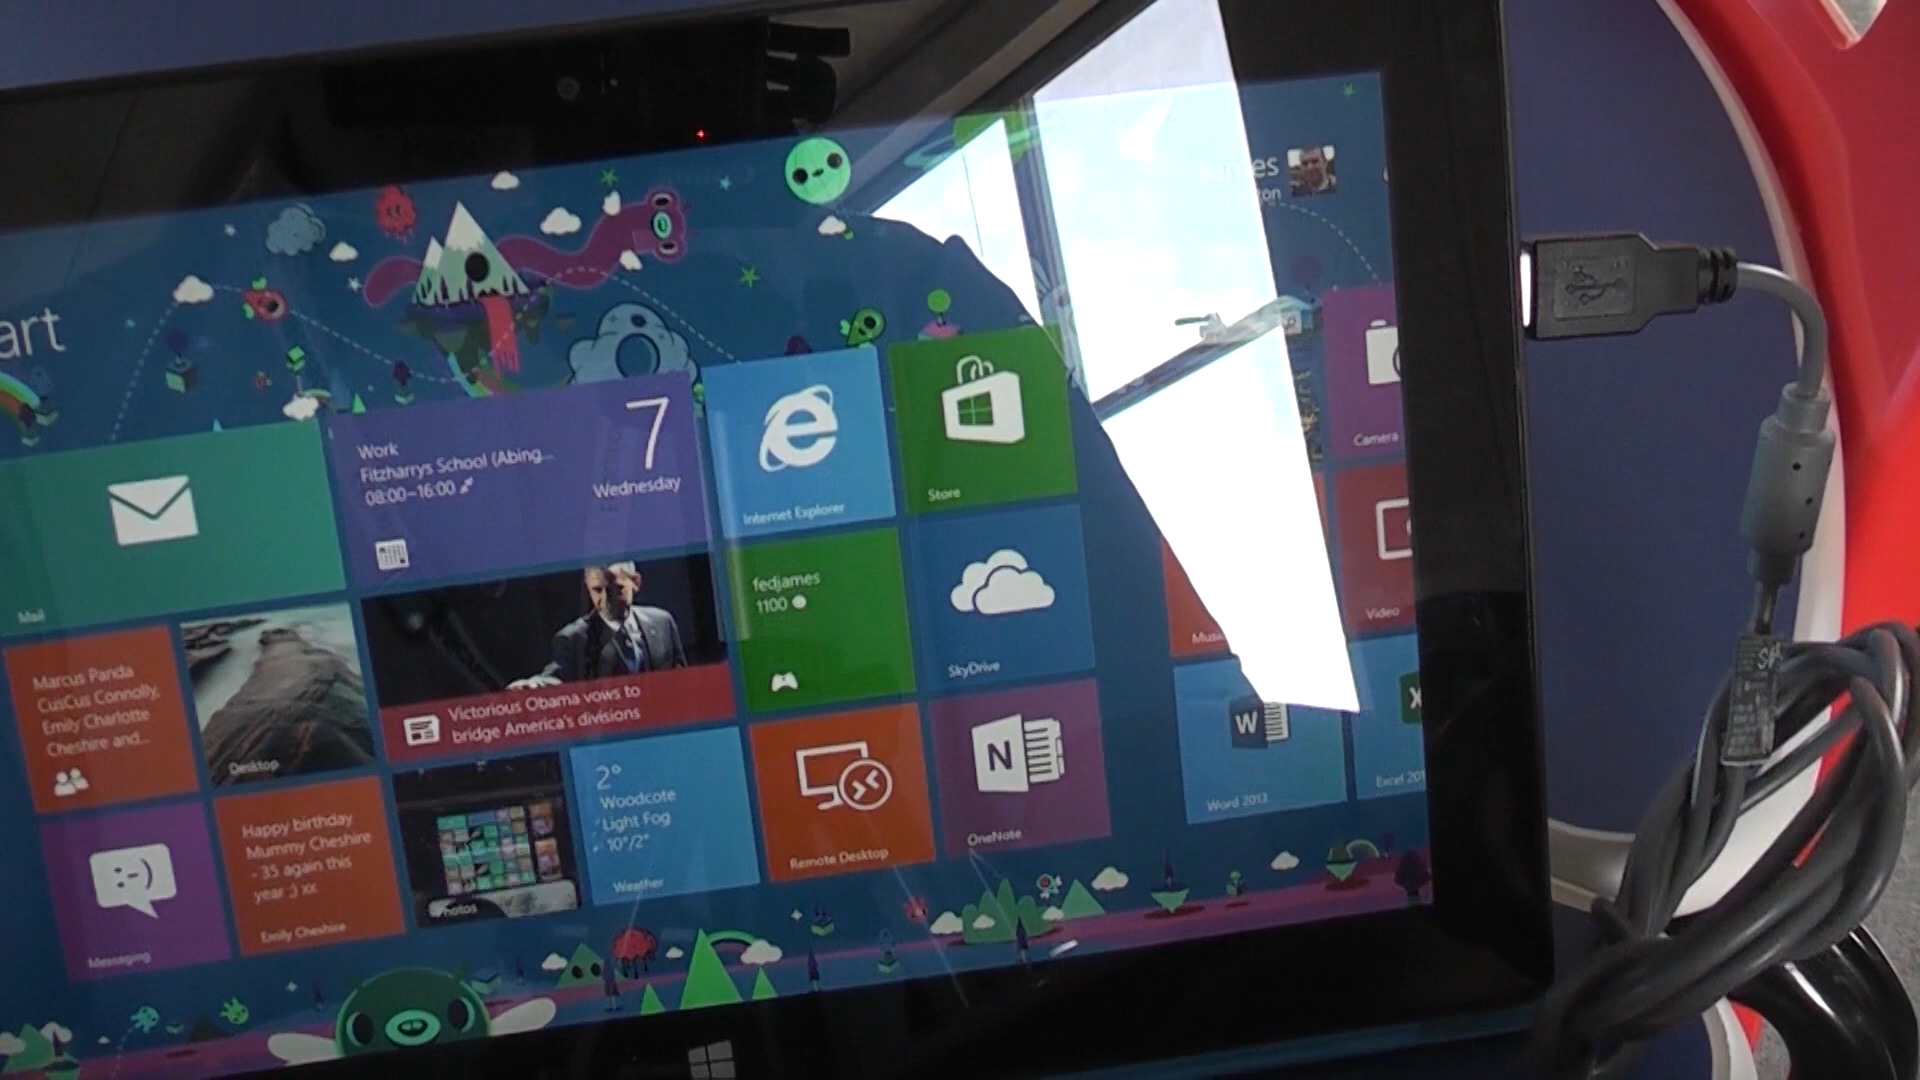 art
Mail
Work
Fitzharrys School (Abing...
08:00–16:00
7
Wednesday
Internet Explorer
Store
Camera
Marcus Panda
CusCus Connolly,
Emily Charlotte
Cheshire and...
Desktop
Victorious Obama vows to
bridge America's divisions
fedjames
1100
SkyDrive
Video
Messaging
Happy birthday
Mummy Cheshire
- 35 again this
year :) xx
Emily Cheshire
Photos
2°
Woodcote
Light Fog
10°/2°
Weather
Remote Desktop
N
OneNote
W
Word 2013
X
Excel 201